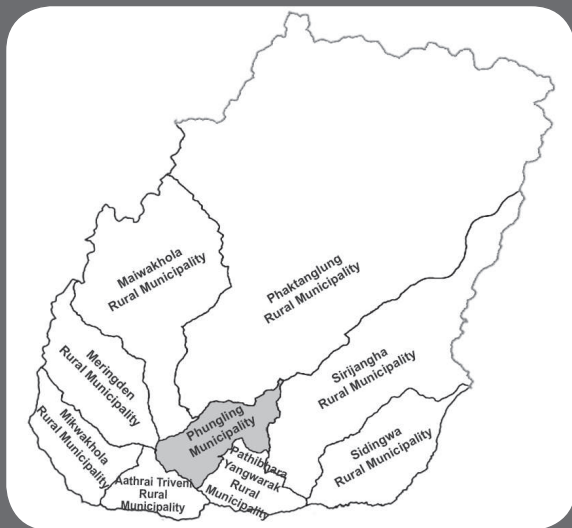 Maiwakhola
Rural Municipality
Phaktanglung
Rural Municipality
Meringden
Rural Municipality
Sirijangha
Rural Municipality
Mikwakhola
Rural Municipality
Phungling
Municipality
Sidingwa
Rural Municipality
Pathibhara
Yangwarak
Rural
Municipality
Aathrai Triveni
Rural
Municipality